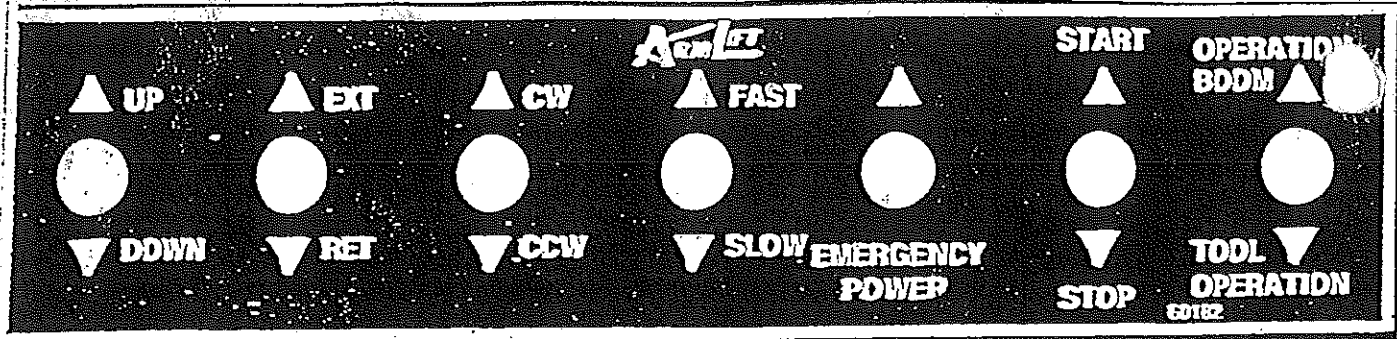 ARMLIFT
UP
EXT
CW
FAST
START
OPERATION
BOOM
DOWN
RET
CCW
SLOW
EMERGENCY
POWER
STOP
TOOL
OPERATION
60182